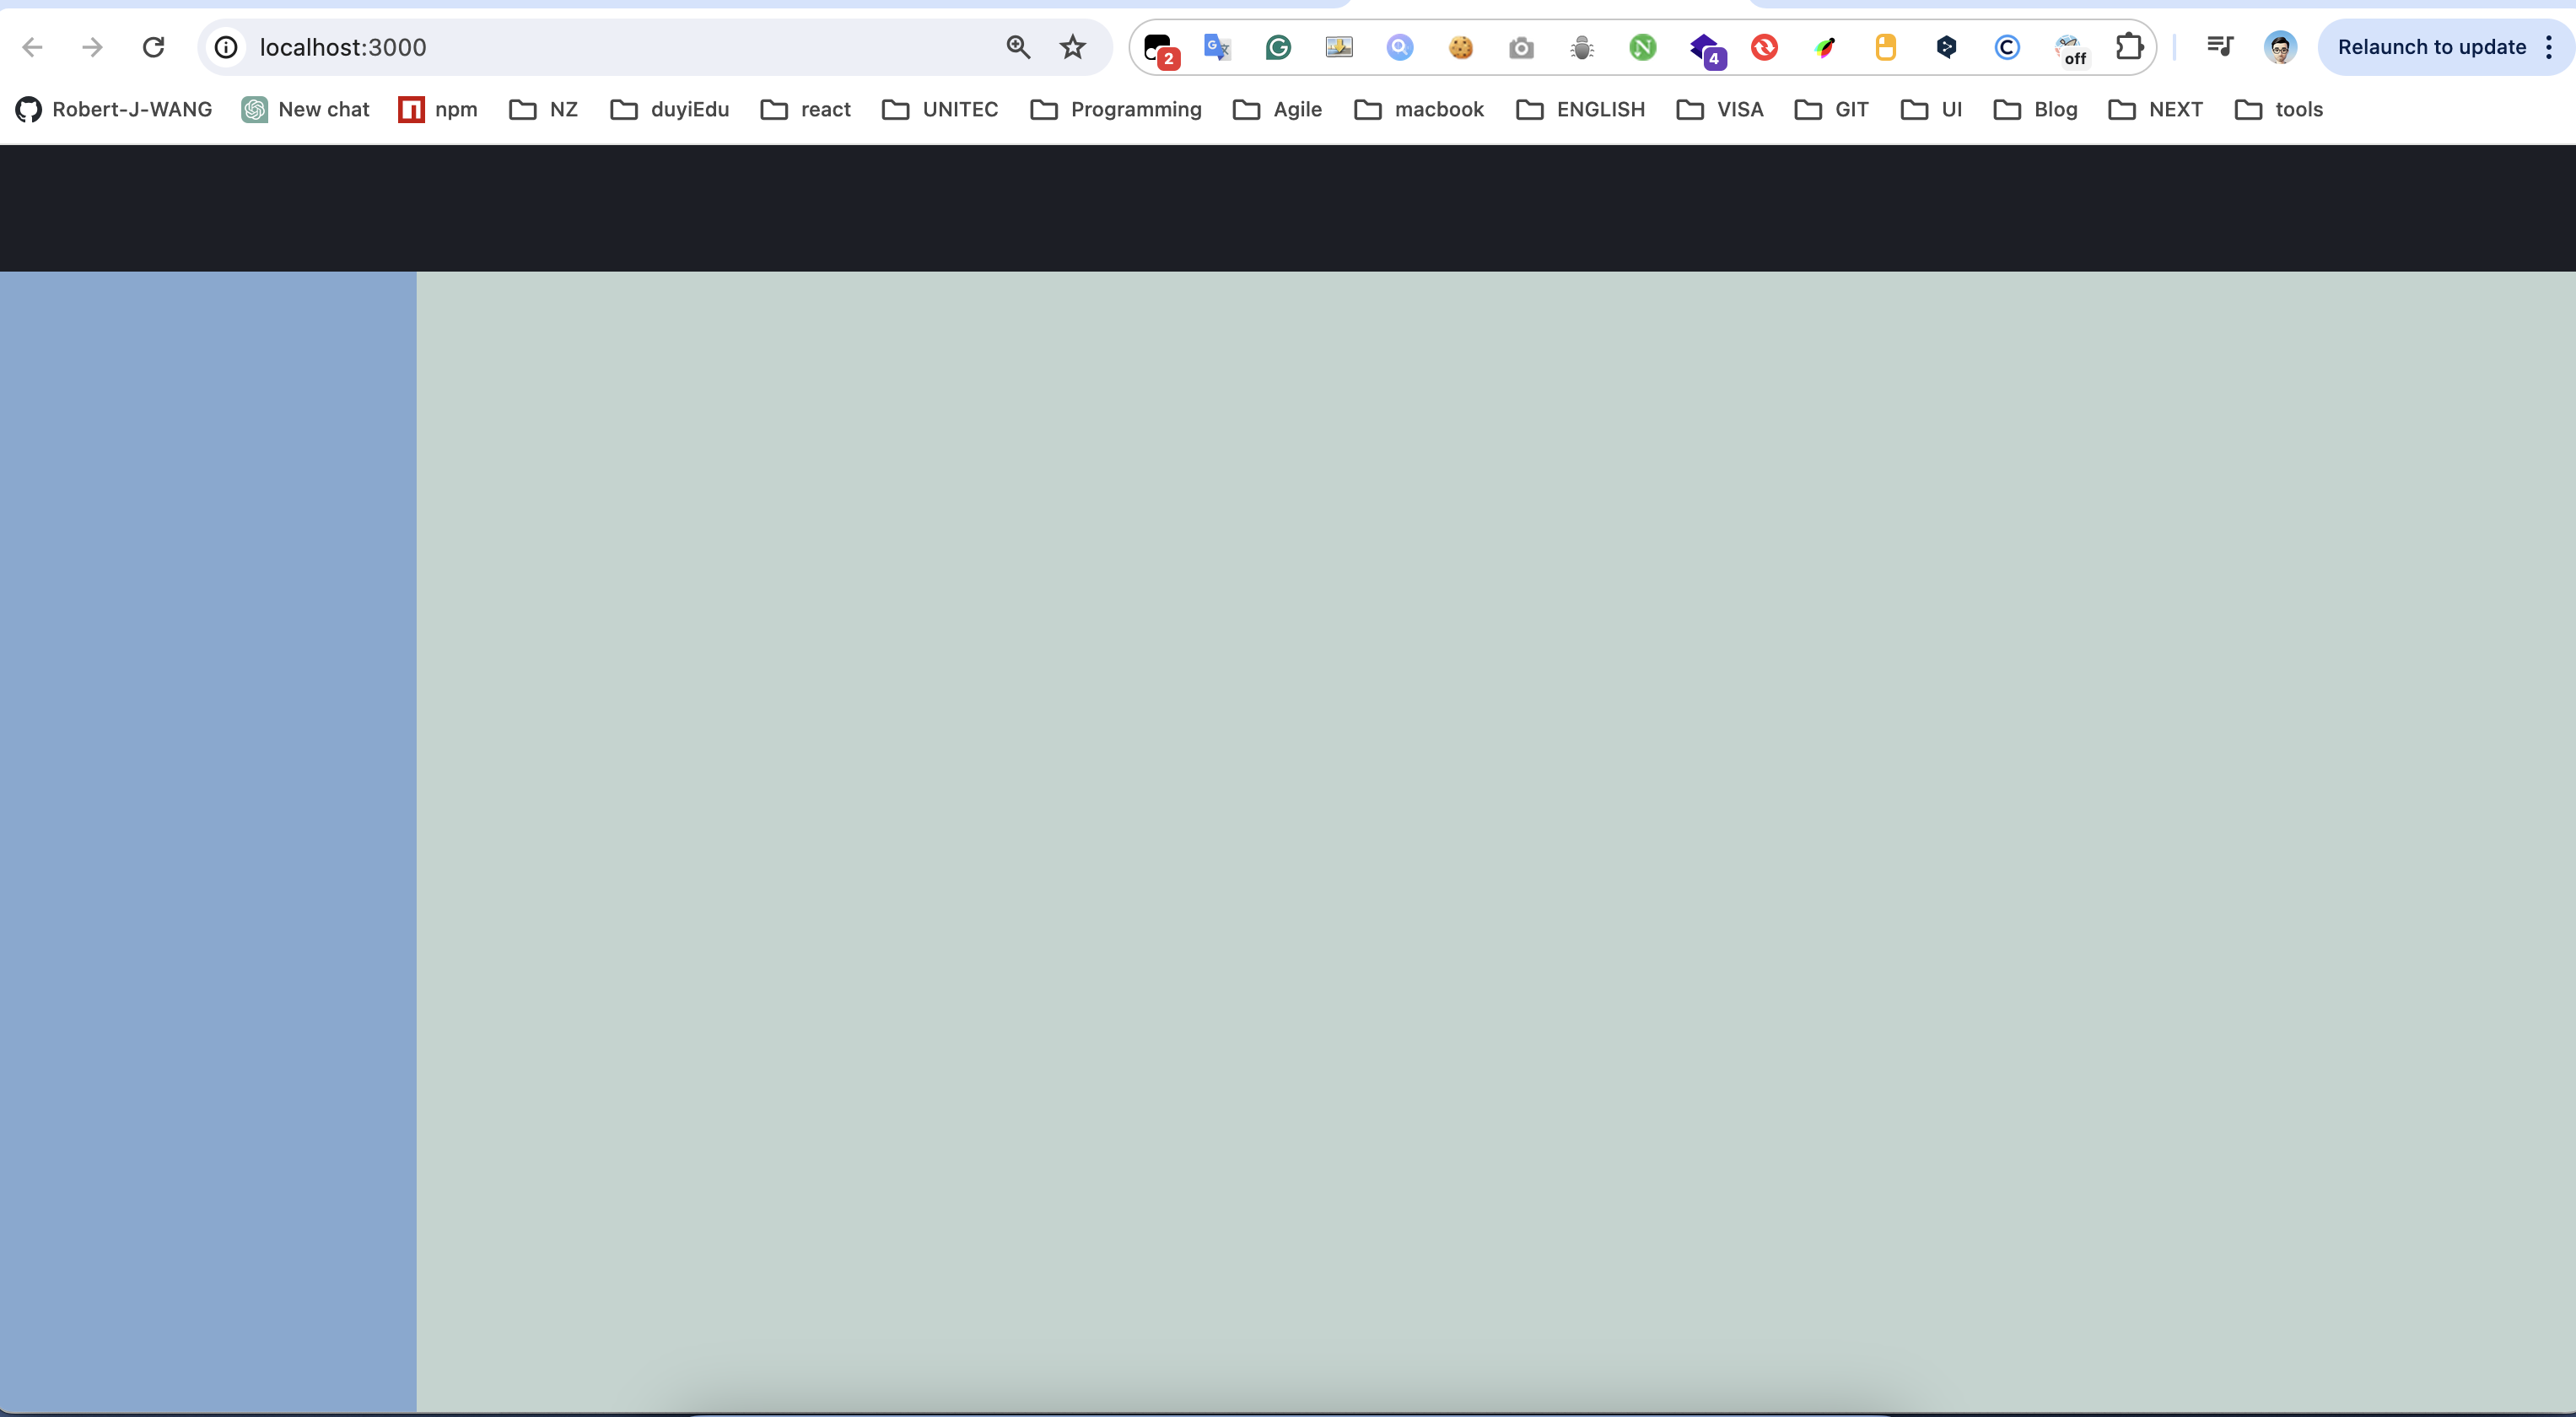 localhost:3000
2
4
off
Relaunch to update
Robert-J-WANG New chat npm NZ duyiEdu react UNITEC Programming Agile macbook ENGLISH VISA GIT UI Blog NEXT tools